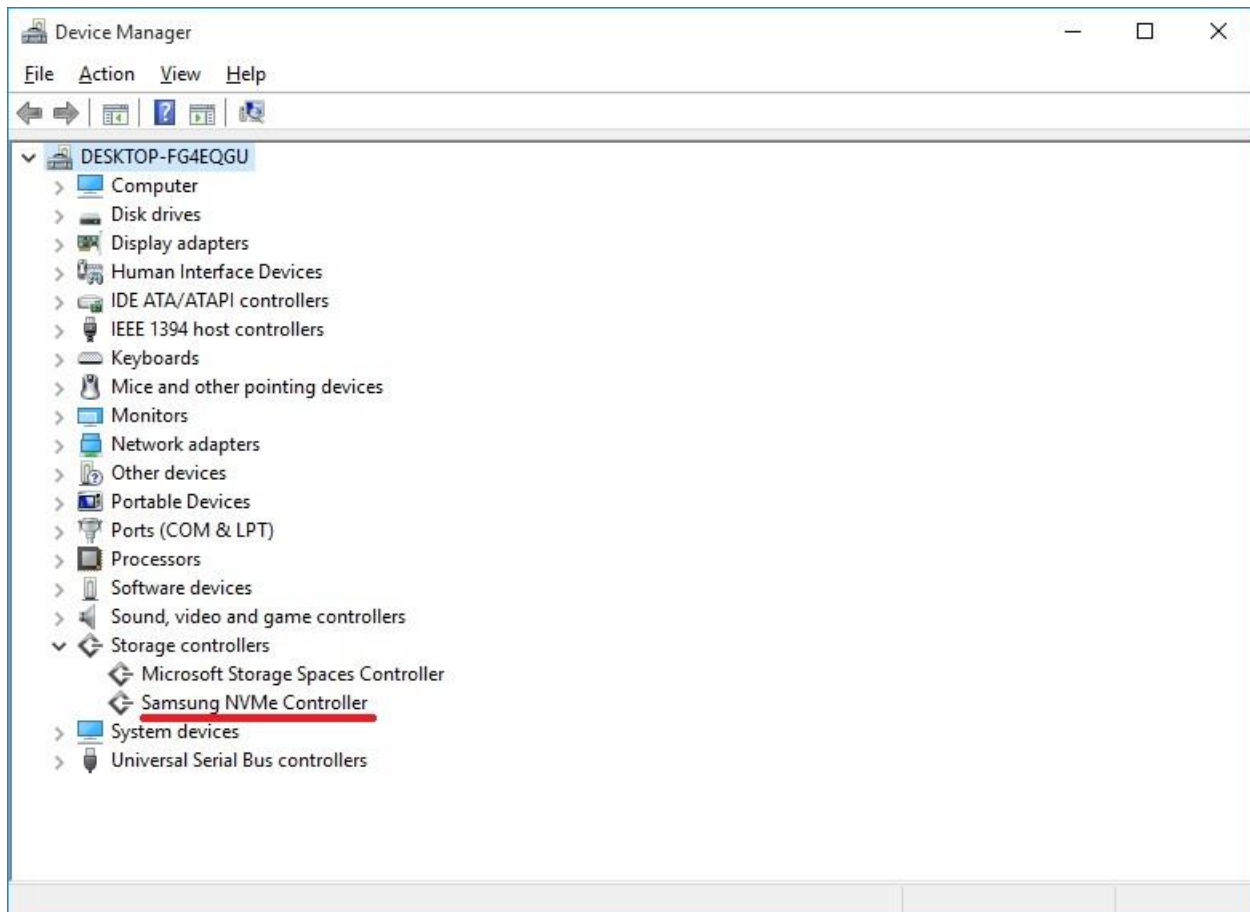 Device Manager
File Action View Help
DESKTOP-FG4EQGU
Computer
Disk drives
Display adapters
Human Interface Devices
IDE ATA/ATAPI controllers
IEEE 1394 host controllers
Keyboards
Mice and other pointing devices
Monitors
Network adapters
Other devices
Portable Devices
Ports (COM & LPT)
Processors
Software devices
Sound, video and game controllers
Storage controllers
Microsoft Storage Spaces Controller
Samsung NVMe Controller
System devices
Universal Serial Bus controllers